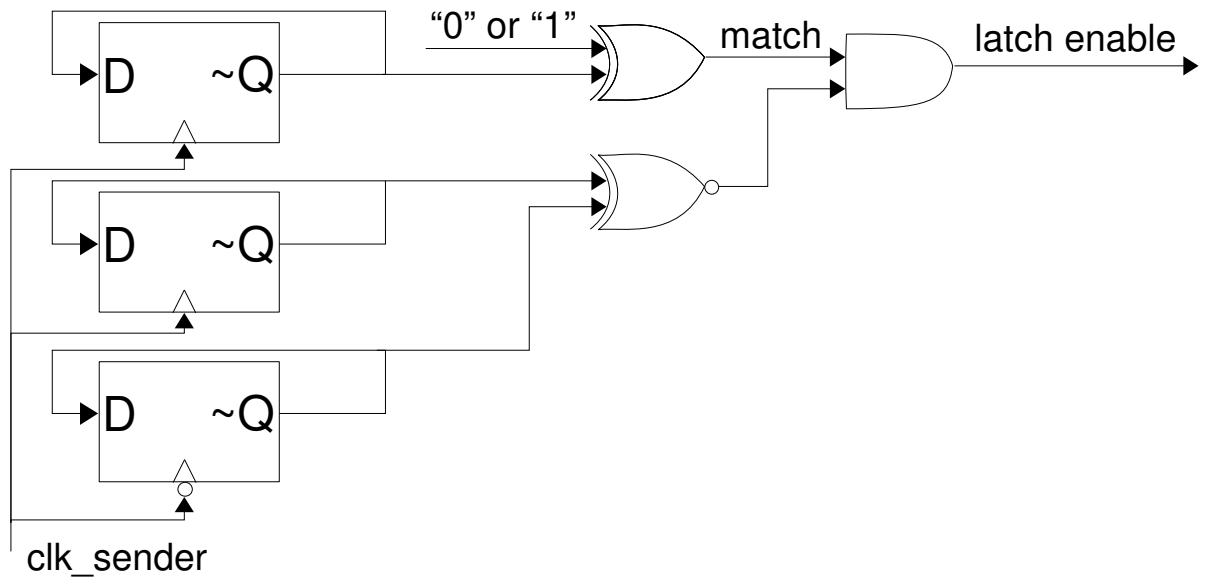 “0” or “1”
match
latch enable
D ~Q
D ~Q
D ~Q
clk_sender